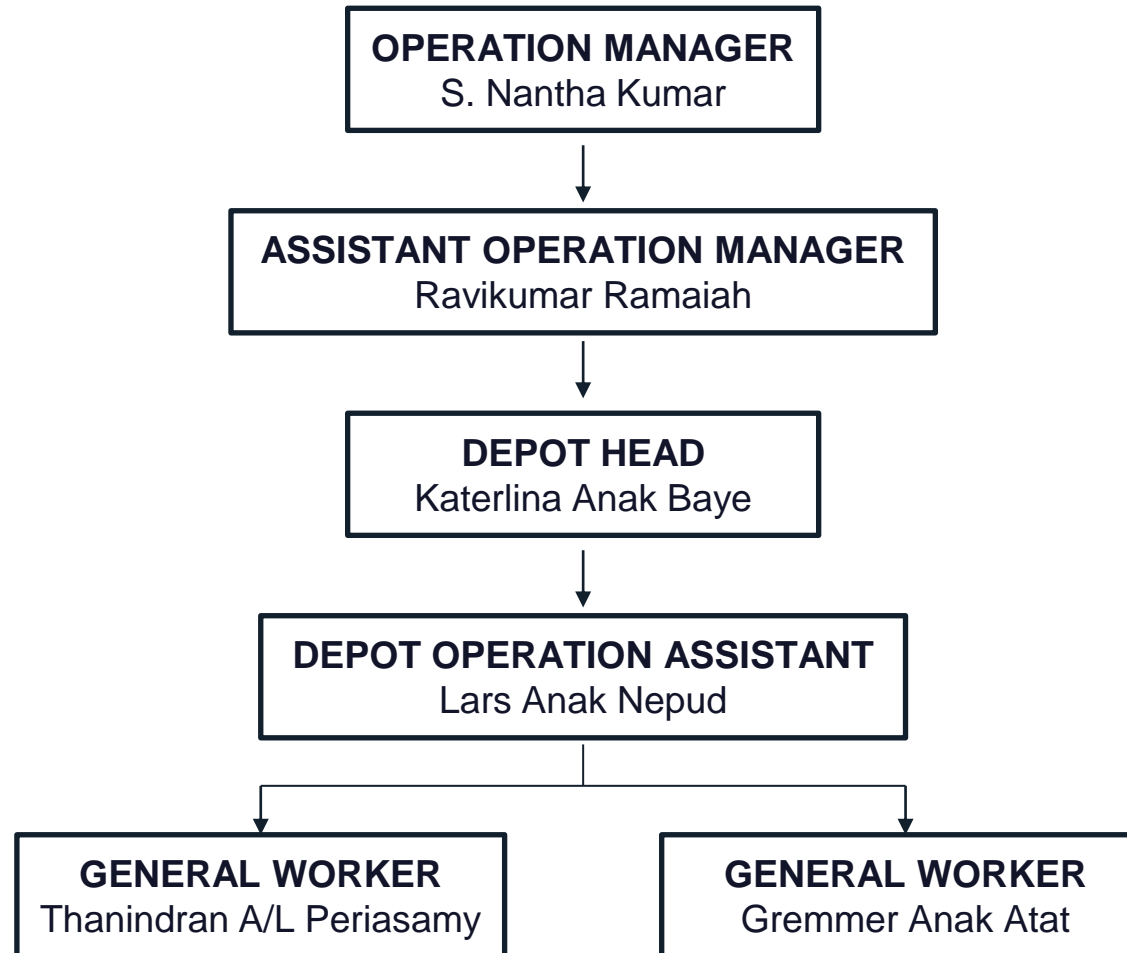 OPERATION MANAGER
S. Nantha Kumar
ASSISTANT OPERATION MANAGER
Ravikumar Ramaiah
DEPOT HEAD
Katerlina Anak Baye
DEPOT OPERATION ASSISTANT
Lars Anak Nepud
GENERAL WORKER
Thanindran A/L Periasamy
GENERAL WORKER
Gremmer Anak Atat